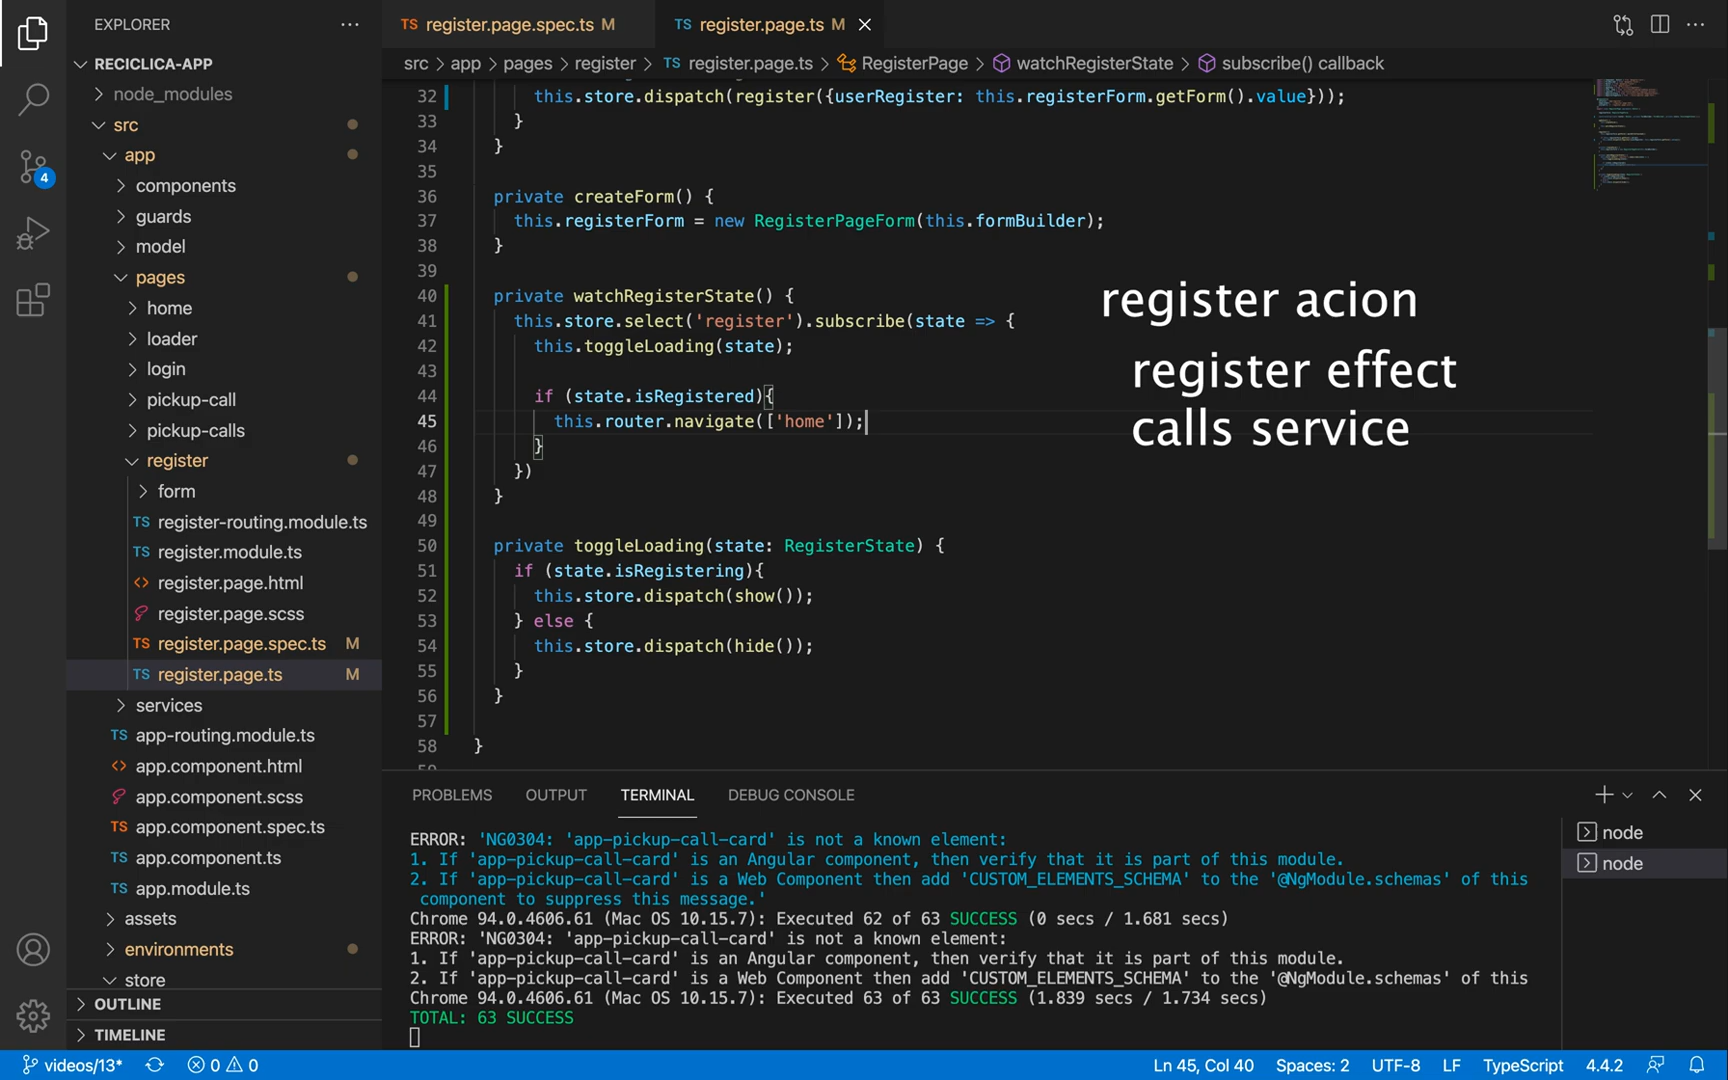 EXPLORER
RECICLICA-APP
node_modules
src
app
components
guards
model
pages
home
loader
login
pickup-call
pickup-calls
register
form
TS register-routing.module.ts
TS register.module.ts
<> register.page.html
register.page.scss
TS register.page.spec.ts M
TS register.page.ts M
services
TS app-routing.module.ts
<> app.component.html
app.component.scss
TS app.component.spec.ts
TS app.component.ts
TS app.module.ts
assets
environments
store
OUTLINE
TIMELINE
4
TS register.page.spec.ts M
TS register.page.ts M
src > app > pages > register > TS register.page.ts > RegisterPage > watchRegisterState > subscribe() callback
32 this.store.dispatch(register({userRegister: this.registerForm.getForm().value}));
33 }
34 }
35
36 private createForm() {
37 this.registerForm = new RegisterPageForm(this.formBuilder);
38 }
39
40 private watchRegisterState() {
41 this.store.select('register').subscribe(state => {
42 this.toggleLoading(state);
43
44 if (state.isRegistered){
45 this.router.navigate(['home']);
46 }
47 })
48 }
49
50 private toggleLoading(state: RegisterState) {
51 if (state.isRegistering){
52 this.store.dispatch(show());
53 } else {
54 this.store.dispatch(hide());
55 }
56 }
57
58 }
register acion
register effect
calls service
PROBLEMS OUTPUT TERMINAL DEBUG CONSOLE
ERROR: 'NG0304: 'app-pickup-call-card' is not a known element:
1. If 'app-pickup-call-card' is an Angular component, then verify that it is part of this module.
2. If 'app-pickup-call-card' is a Web Component then add 'CUSTOM_ELEMENTS_SCHEMA' to the '@NgModule.schemas' of this
component to suppress this message.'
Chrome 94.0.4606.61 (Mac OS 10.15.7): Executed 62 of 63 SUCCESS (0 secs / 1.681 secs)
ERROR: 'NG0304: 'app-pickup-call-card' is not a known element:
1. If 'app-pickup-call-card' is an Angular component, then verify that it is part of this module.
2. If 'app-pickup-call-card' is a Web Component then add 'CUSTOM_ELEMENTS_SCHEMA' to the '@NgModule.schemas' of this
Chrome 94.0.4606.61 (Mac OS 10.15.7): Executed 63 of 63 SUCCESS (1.839 secs / 1.734 secs)
TOTAL: 63 SUCCESS
node
node
videos/13* 0 0 Ln 45, Col 40 Spaces: 2 UTF-8 LF TypeScript 4.4.2